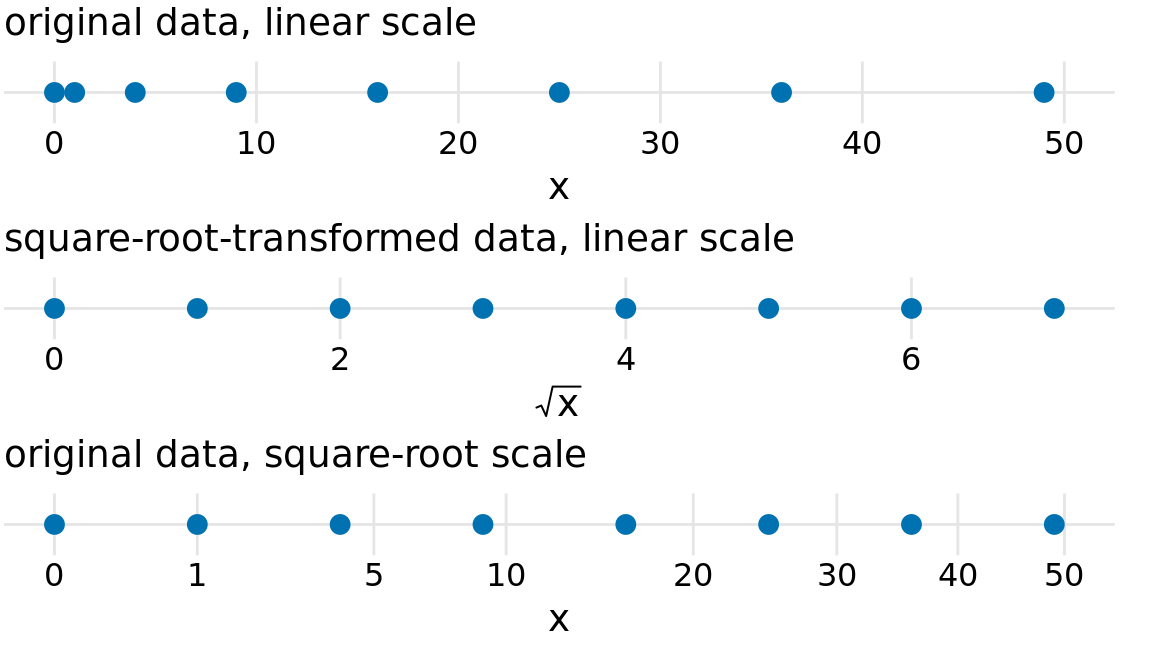 original data, linear scale
0 10 20 30 40 50
x
square-root-transformed data, linear scale
0 2 4 6
√x
original data, square-root scale
0 1 5 10 20 30 40 50
x